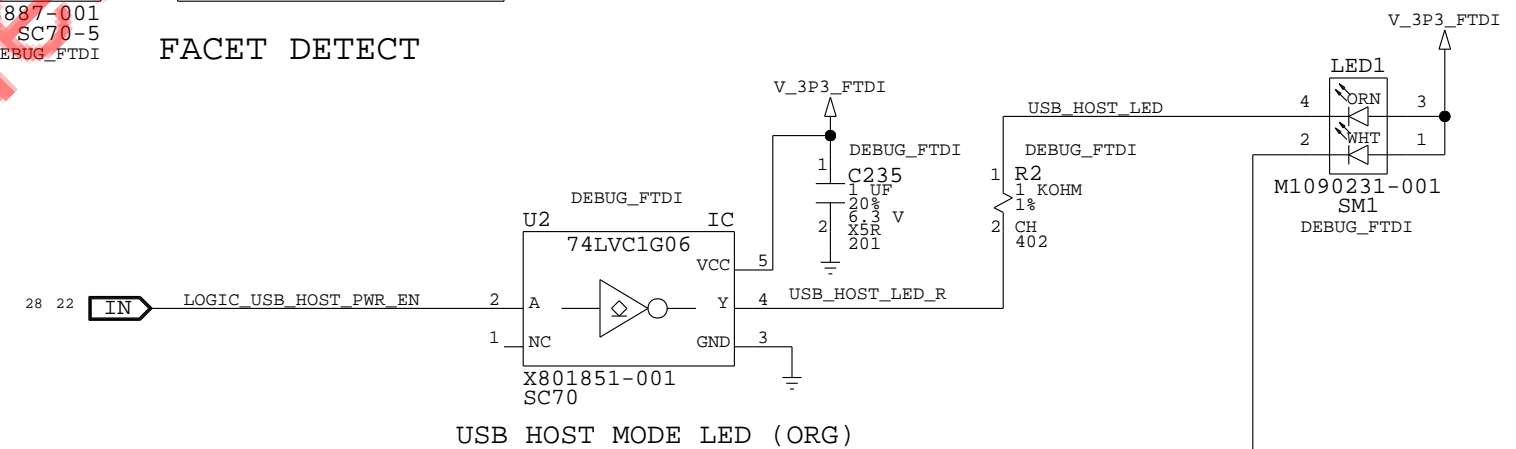 887-001
SC70-5
EBUG_FTDI
FACET DETECT
V_3P3_FTDI
LED1
4 ORN 3
2 WHT 1
M1090231-001
SM1
DEBUG_FTDI
V_3P3_FTDI
USB_HOST_LED
DEBUG_FTDI
1
C235
1 UF
20%
6.3 V
2
X5R
201
DEBUG_FTDI
1 R2
1 KOHM
1%
2 CH
402
DEBUG_FTDI
U2 IC
74LVC1G06
VCC 5
28 22 IN LOGIC_USB_HOST_PWR_EN 2 A Y 4 USB_HOST_LED_R
1 NC GND 3
X801851-001
SC70
USB HOST MODE LED (ORG)